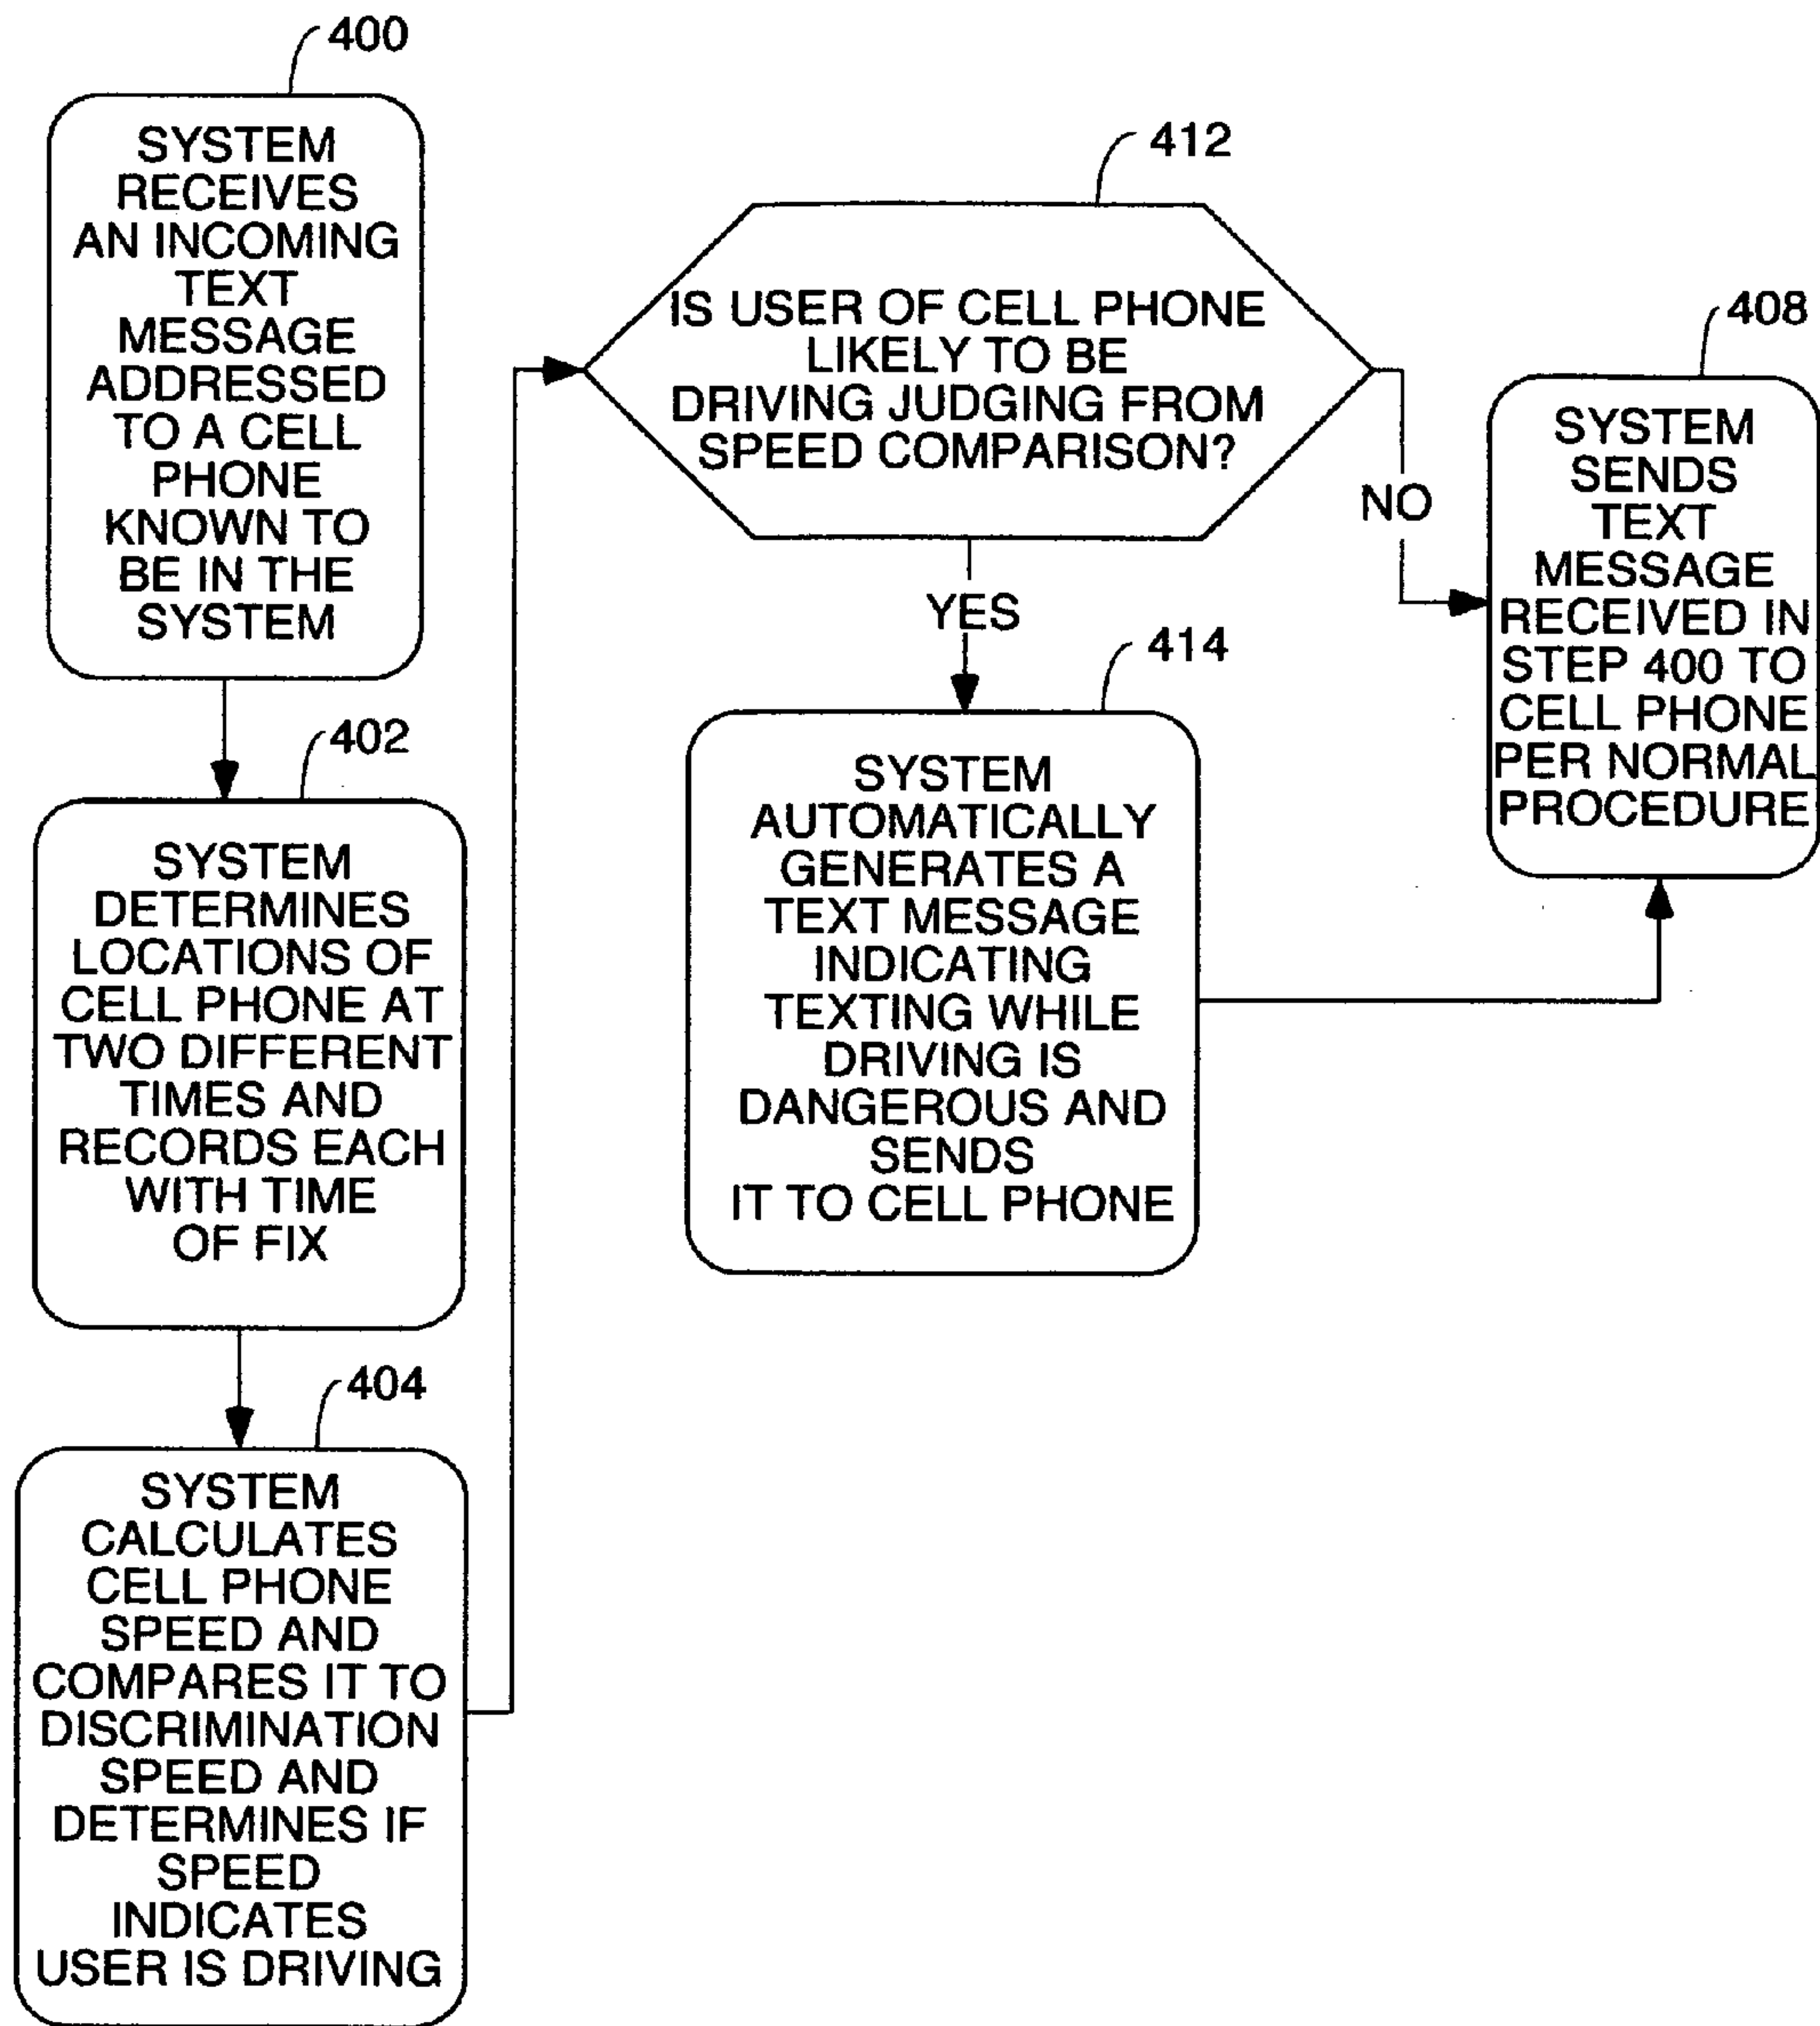 400
SYSTEM
RECEIVES
AN INCOMING
TEXT
MESSAGE
ADDRESSED
TO A CELL
PHONE
KNOWN TO
BE IN THE
SYSTEM
402
SYSTEM
DETERMINES
LOCATIONS OF
CELL PHONE AT
TWO DIFFERENT
TIMES AND
RECORDS EACH
WITH TIME
OF FIX
404
SYSTEM
CALCULATES
CELL PHONE
SPEED AND
COMPARES IT TO
DISCRIMINATION
SPEED AND
DETERMINES IF
SPEED
INDICATES
USER IS DRIVING
412
IS USER OF CELL PHONE
LIKELY TO BE
DRIVING JUDGING FROM
SPEED COMPARISON?
YES
NO
414
SYSTEM
AUTOMATICALLY
GENERATES A
TEXT MESSAGE
INDICATING
TEXTING WHILE
DRIVING IS
DANGEROUS AND
SENDS
IT TO CELL PHONE
408
SYSTEM
SENDS
TEXT
MESSAGE
RECEIVED IN
STEP 400 TO
CELL PHONE
PER NORMAL
PROCEDURE